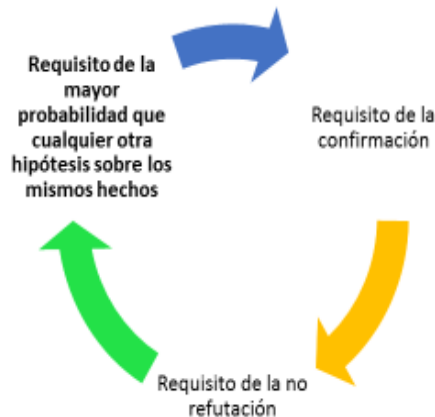 Requisito de la
mayor
probabilidad que
cualquier otra
hipótesis sobre los
mismos hechos
Requisito de la
confirmación
Requisito de la no
refutación